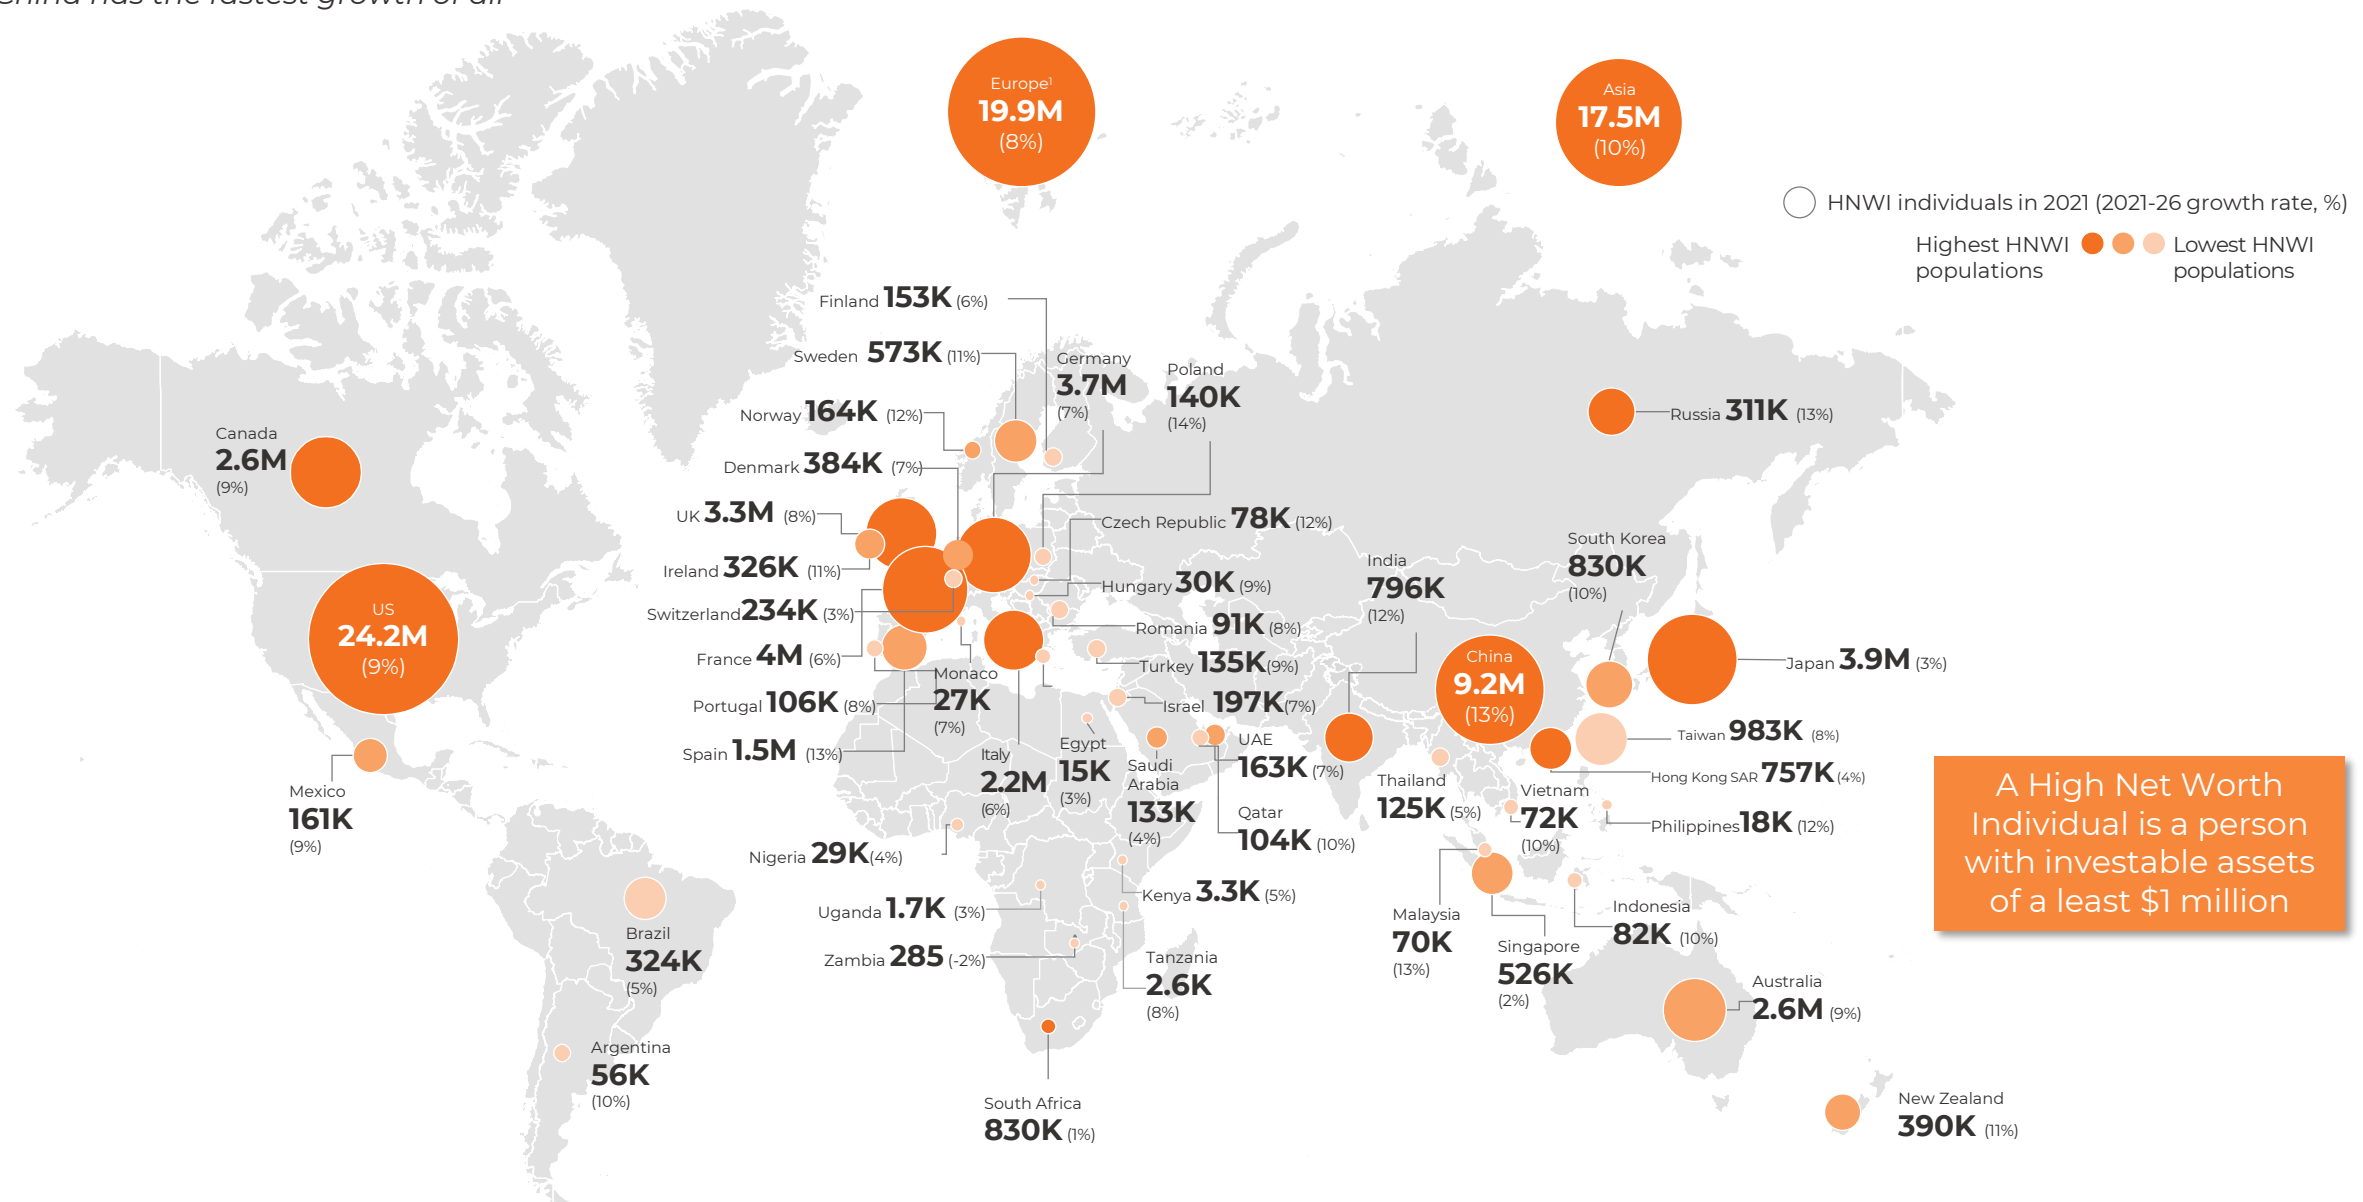 China has the fastest growth of all
Europe¹
19.9M
(8%)
Asia
17.5M
(10%)
HNWI individuals in 2021 (2021-26 growth rate, %)
Highest HNWI
populations
Lowest HNWI
populations
Finland 153K (6%)
Sweden 573K (11%)
Germany
3.7M
(7%)
Poland
140K
(14%)
Norway 164K (12%)
Russia 311K (13%)
Canada
2.6M
(9%)
Denmark 384K (7%)
UK 3.3M (8%)
Czech Republic 78K (12%)
South Korea
830K
(10%)
Ireland 326K (11%)
India
796K
(12%)
Hungary 30K (9%)
US
24.2M
(9%)
Switzerland 234K (3%)
Romania 91K (8%)
France 4M (6%)
Turkey 135K (9%)
China
9.2M
(13%)
Japan 3.9M (3%)
Monaco
27K
(7%)
Portugal 106K (8%)
Israel 197K (7%)
Spain 1.5M (13%)
Italy
2.2M
(6%)
Egypt
15K
(3%)
Saudi
Arabia
133K
(4%)
UAE
163K (7%)
Taiwan 983K (8%)
Hong Kong SAR 757K (4%)
Mexico
161K
(9%)
Thailand
125K (5%)
Vietnam
72K
(10%)
Qatar
104K (10%)
Philippines 18K (12%)
A High Net Worth
Individual is a person
with investable assets
of a least $1 million
Nigeria 29K (4%)
Kenya 3.3K (5%)
Uganda 1.7K (3%)
Malaysia
70K
(13%)
Indonesia
82K (10%)
Brazil
324K
(5%)
Zambia 285 (-2%)
Tanzania
2.6K
(8%)
Singapore
526K
(2%)
Australia
2.6M (9%)
Argentina
56K
(10%)
South Africa
830K (1%)
New Zealand
390K (11%)